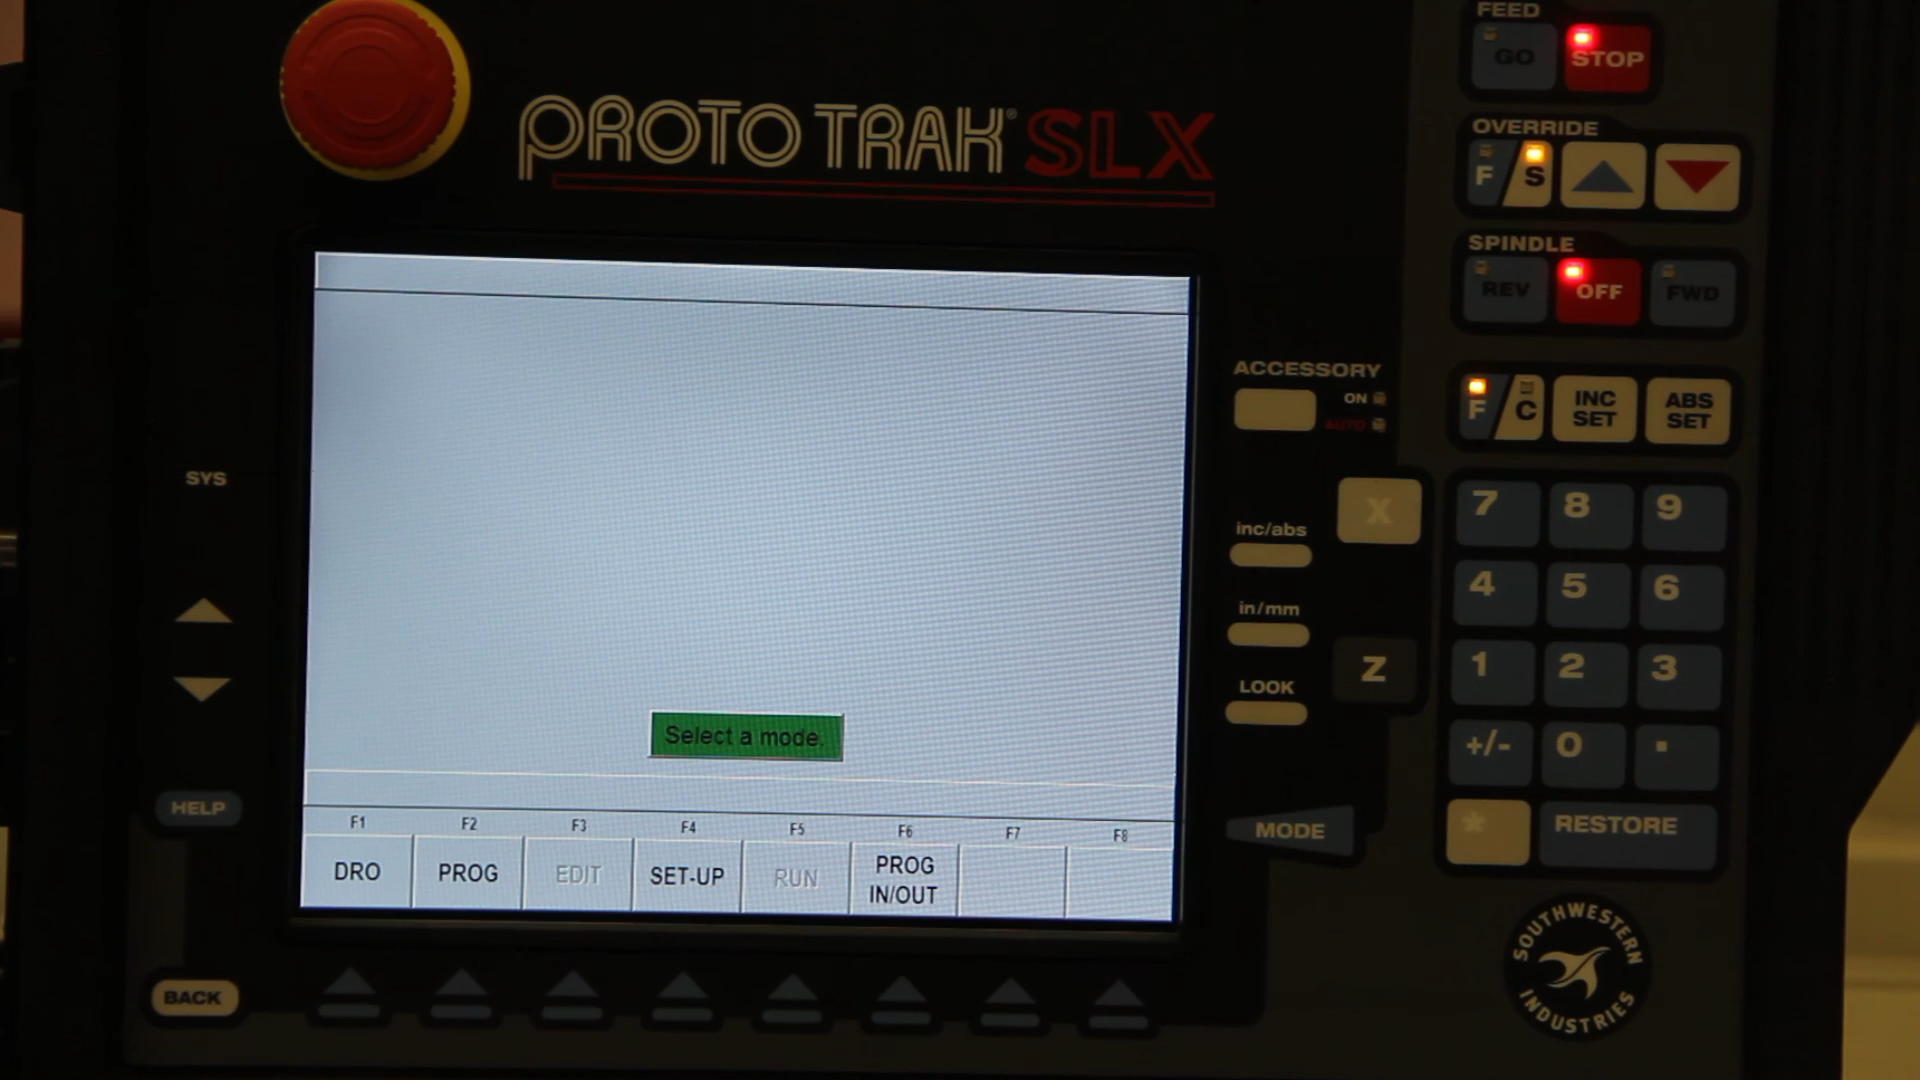 FEED
GO STOP
PROTO TRAK® SLX
OVERRIDE
F S
SPINDLE
REV OFF FWD
ACCESSORY
ON
AUTO
F C
INC SET
ABS SET
SYS
inc/abs
X
7 8 9
in/mm
4 5 6
LOOK
Z
1 2 3
Select a mode.
+/- 0 .
HELP
MODE
* RESTORE
F1 F2 F3 F4 F5 F6 F7 F8
DRO PROG EDIT SET-UP RUN PROG IN/OUT
BACK
SOUTHWESTERN
INDUSTRIES